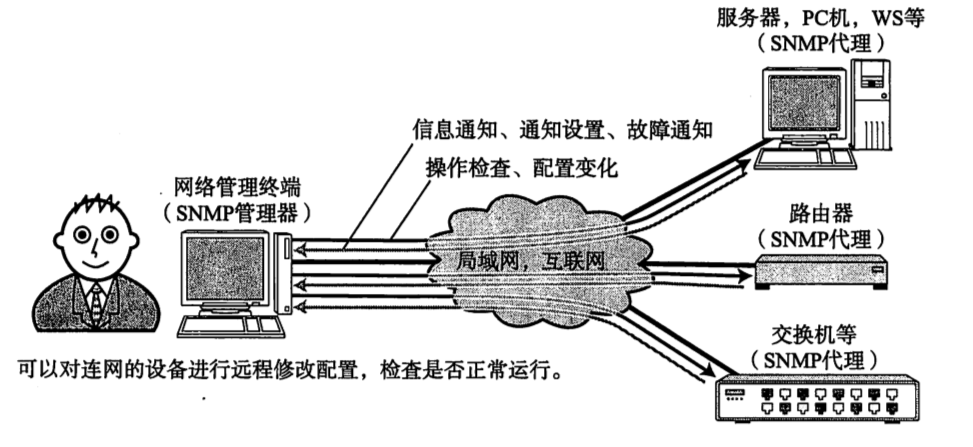 服务器，PC机，WS等
（SNMP代理）
信息通知、通知设置、故障通知
操作检查、配置变化
网络管理终端
（SNMP管理器）
路由器
（SNMP代理）
局域网，互联网
交换机等
（SNMP代理）
可以对连网的设备进行远程修改配置，检查是否正常运行。